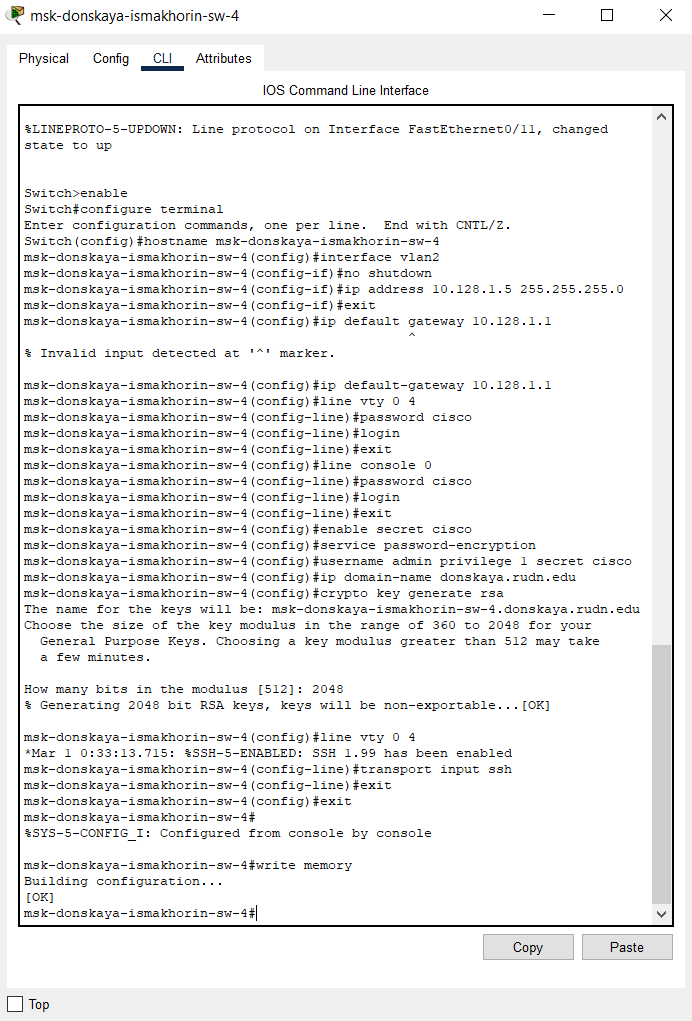 msk-donskaya-ismakhorin-sw-4
Physical Config CLI Attributes
IOS Command Line Interface
%LINEPROTO-5-UPDOWN: Line protocol on Interface FastEthernet0/11, changed
state to up
Switch>enable
Switch#configure terminal
Enter configuration commands, one per line.  End with CNTL/Z.
Switch(config)#hostname msk-donskaya-ismakhorin-sw-4
msk-donskaya-ismakhorin-sw-4(config)#interface vlan2
msk-donskaya-ismakhorin-sw-4(config-if)#no shutdown
msk-donskaya-ismakhorin-sw-4(config-if)#ip address 10.128.1.5 255.255.255.0
msk-donskaya-ismakhorin-sw-4(config-if)#exit
msk-donskaya-ismakhorin-sw-4(config)#ip default gateway 10.128.1.1
^
% Invalid input detected at '^' marker.
msk-donskaya-ismakhorin-sw-4(config)#ip default-gateway 10.128.1.1
msk-donskaya-ismakhorin-sw-4(config)#line vty 0 4
msk-donskaya-ismakhorin-sw-4(config-line)#password cisco
msk-donskaya-ismakhorin-sw-4(config-line)#login
msk-donskaya-ismakhorin-sw-4(config-line)#exit
msk-donskaya-ismakhorin-sw-4(config)#line console 0
msk-donskaya-ismakhorin-sw-4(config-line)#password cisco
msk-donskaya-ismakhorin-sw-4(config-line)#login
msk-donskaya-ismakhorin-sw-4(config-line)#exit
msk-donskaya-ismakhorin-sw-4(config)#enable secret cisco
msk-donskaya-ismakhorin-sw-4(config)#service password-encryption
msk-donskaya-ismakhorin-sw-4(config)#username admin privilege 1 secret cisco
msk-donskaya-ismakhorin-sw-4(config)#ip domain-name donskaya.rudn.edu
msk-donskaya-ismakhorin-sw-4(config)#crypto key generate rsa
The name for the keys will be: msk-donskaya-ismakhorin-sw-4.donskaya.rudn.edu
Choose the size of the key modulus in the range of 360 to 2048 for your
General Purpose Keys. Choosing a key modulus greater than 512 may take
a few minutes.
How many bits in the modulus [512]: 2048
% Generating 2048 bit RSA keys, keys will be non-exportable...[OK]
msk-donskaya-ismakhorin-sw-4(config)#line vty 0 4
*Mar 1 0:33:13.715: %SSH-5-ENABLED: SSH 1.99 has been enabled
msk-donskaya-ismakhorin-sw-4(config-line)#transport input ssh
msk-donskaya-ismakhorin-sw-4(config-line)#exit
msk-donskaya-ismakhorin-sw-4(config)#exit
msk-donskaya-ismakhorin-sw-4#
%SYS-5-CONFIG_I: Configured from console by console
msk-donskaya-ismakhorin-sw-4#write memory
Building configuration...
[OK]
msk-donskaya-ismakhorin-sw-4#
Copy Paste
Top